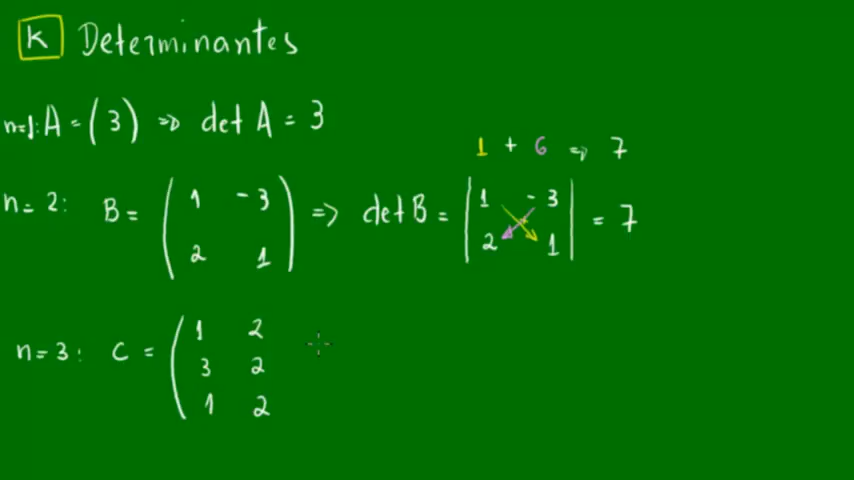 K Determinantes
n=1: A = (3) => det A = 3
1 + 6 => 7
n = 2: B = (1 -3 => det B = |1 -3| = 7
2 1) 2 1
n = 3: C = (1 2
3 2
1 2